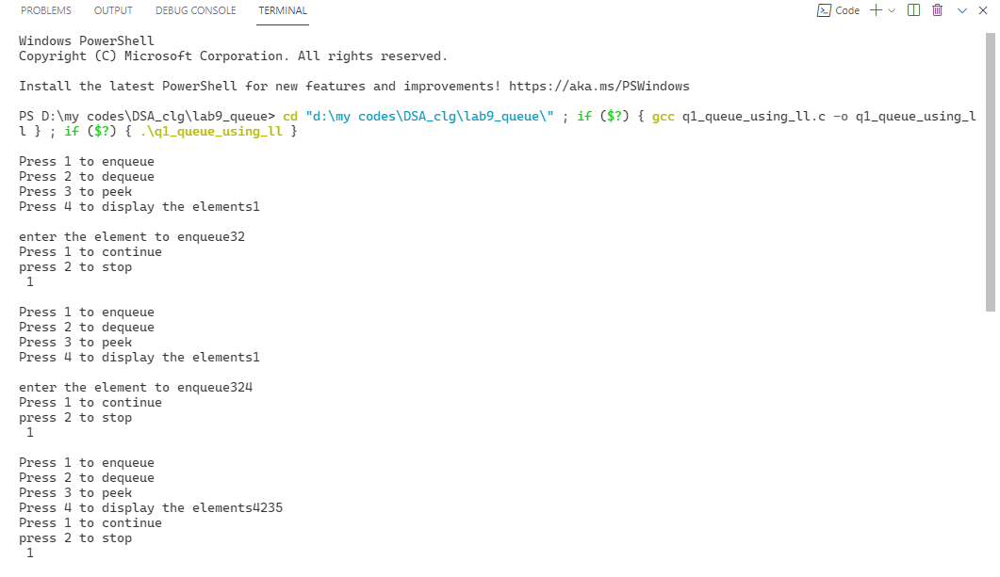 PROBLEMS OUTPUT DEBUG CONSOLE TERMINAL Code
Windows PowerShell
Copyright (C) Microsoft Corporation. All rights reserved.
Install the latest PowerShell for new features and improvements! https://aka.ms/PSWindows
PS D:\my codes\DSA_clg\lab9_queue> cd "d:\my codes\DSA_clg\lab9_queue\" ; if ($?) { gcc q1_queue_using_ll.c -o q1_queue_using_l
l } ; if ($?) { .\q1_queue_using_ll }
Press 1 to enqueue
Press 2 to dequeue
Press 3 to peek
Press 4 to display the elements1
enter the element to enqueue32
Press 1 to continue
press 2 to stop
1
Press 1 to enqueue
Press 2 to dequeue
Press 3 to peek
Press 4 to display the elements1
enter the element to enqueue324
Press 1 to continue
press 2 to stop
1
Press 1 to enqueue
Press 2 to dequeue
Press 3 to peek
Press 4 to display the elements4235
Press 1 to continue
press 2 to stop
1